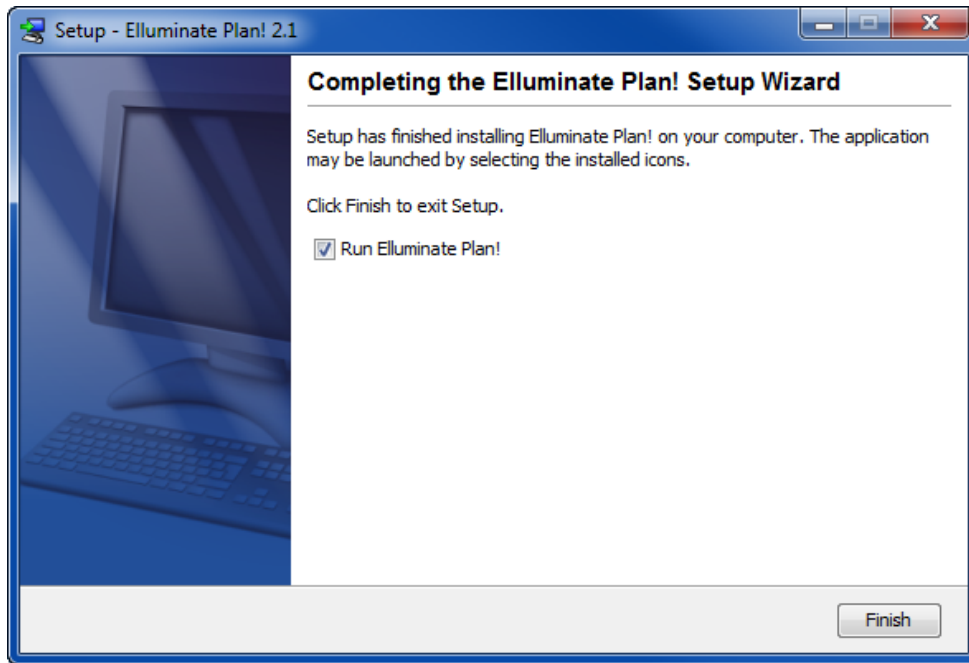 Setup - Elluminate Plan! 2.1
Completing the Elluminate Plan! Setup Wizard
Setup has finished installing Elluminate Plan! on your computer. The application
may be launched by selecting the installed icons.
Click Finish to exit Setup.
Run Elluminate Plan!
Finish